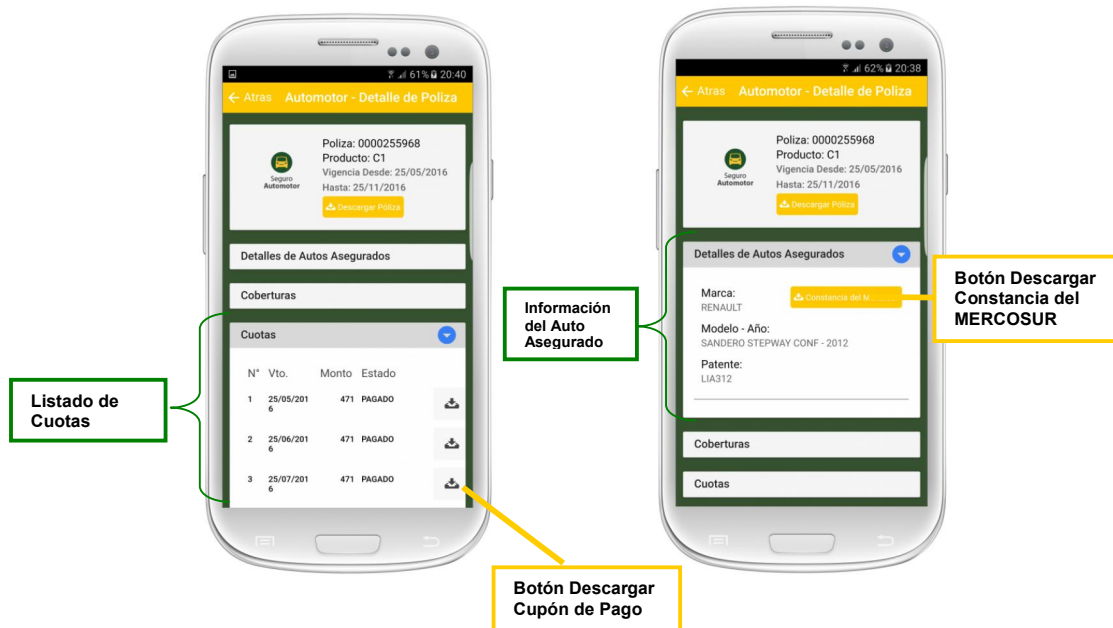 61% 20:40
Atras Automotor - Detalle de Poliza
Poliza: 0000255968
Producto: C1
Vigencia Desde: 25/05/2016
Hasta: 25/11/2016
Seguro
Automotor
Descargar Póliza
Detalles de Autos Asegurados
Coberturas
Cuotas
N° Vto. Monto Estado
1 25/05/201 471 PAGADO
6
2 25/06/201 471 PAGADO
6
3 25/07/201 471 PAGADO
6
Listado de
Cuotas
Botón Descargar
Cupón de Pago
62% 20:38
Atras Automotor - Detalle de Poliza
Poliza: 0000255968
Producto: C1
Vigencia Desde: 25/05/2016
Hasta: 25/11/2016
Seguro
Automotor
Descargar Póliza
Detalles de Autos Asegurados
Marca:
RENAULT
Constancia del M...
Modelo - Año:
SANDERO STEPWAY CONF - 2012
Patente:
LIA312
Coberturas
Cuotas
Información
del Auto
Asegurado
Botón Descargar
Constancia del
MERCOSUR